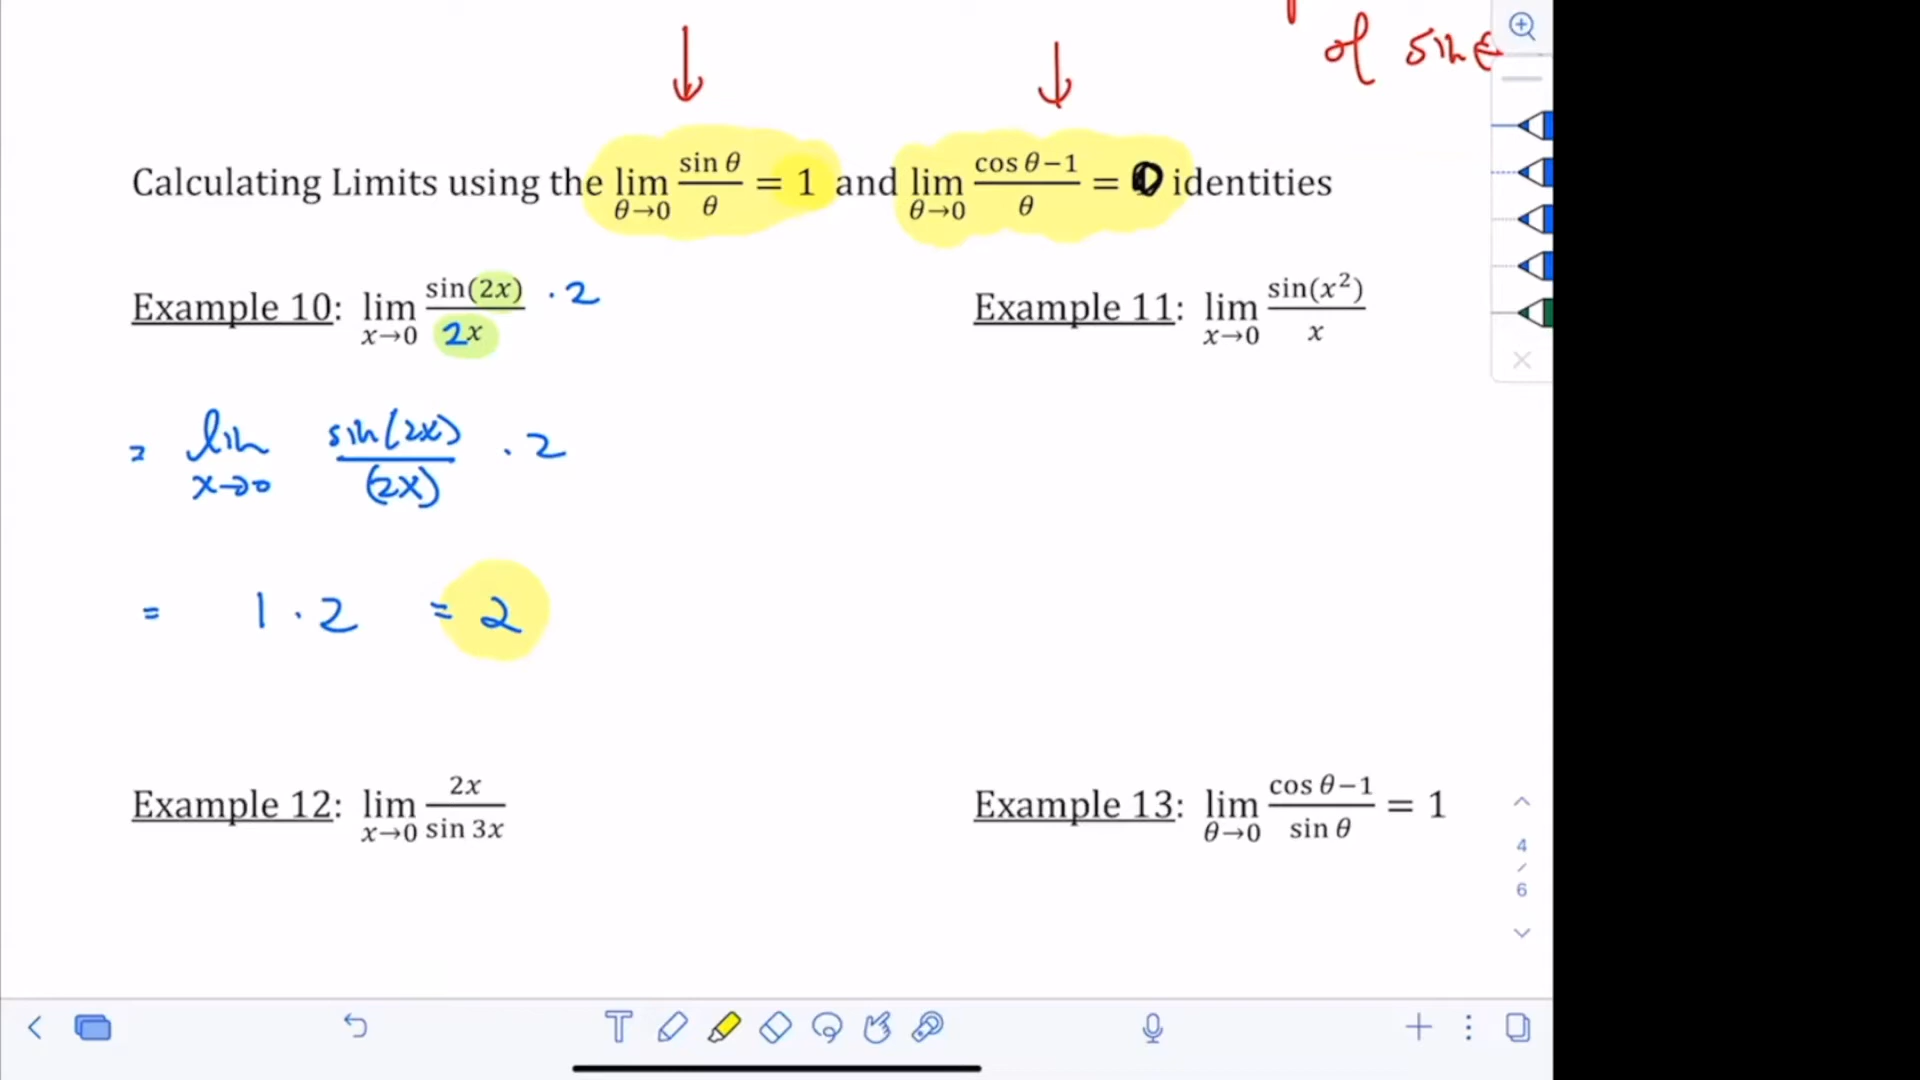 of sinθ
Calculating Limits using the lim θ→0 sin θ / θ = 1 and lim θ→0 cos θ−1 / θ = 0 identities
Example 10: lim x→0 sin(2x) / 2x · 2
Example 11: lim x→0 sin(x²) / x
= lim x→0 sin(2x) / (2x) · 2
= 1 · 2 = 2
Example 12: lim x→0 2x / sin 3x
Example 13: lim θ→0 cos θ−1 / sin θ = 1
4
/
6
T